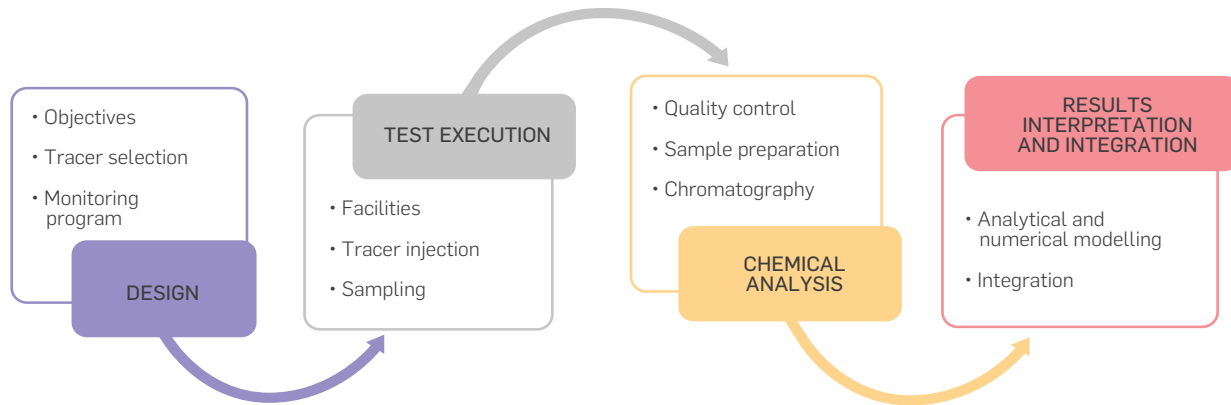 • Objectives
• Tracer selection
• Monitoring
program
DESIGN
TEST EXECUTION
• Facilities
• Tracer injection
• Sampling
• Quality control
• Sample preparation
• Chromatography
CHEMICAL
ANALYSIS
RESULTS
INTERPRETATION
AND INTEGRATION
• Analytical and
numerical modelling
• Integration